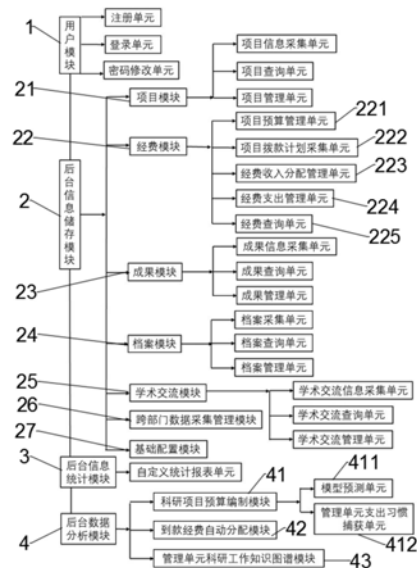 1
用户模块
注册单元
登录单元
密码修改单元
2
后台信息储存模块
21
项目模块
项目信息采集单元
项目查询单元
项目管理单元
22
经费模块
项目预算管理单元
221
项目拨款计划采集单元
222
经费收入分配管理单元
223
经费支出管理单元
224
经费查询单元
225
23
成果模块
成果信息采集单元
成果查询单元
成果管理单元
24
档案模块
档案采集单元
档案查询单元
档案管理单元
25
学术交流模块
学术交流信息采集单元
学术交流查询单元
学术交流管理单元
26
跨部门数据采集管理模块
27
基础配置模块
3
后台信息统计模块
自定义统计报表单元
4
后台数据分析模块
科研项目预算编制模块
41
模型预测单元
411
管理单元支出习惯
捕获单元
412
到款经费自动分配模块
42
管理单元科研工作知识图谱模块
43